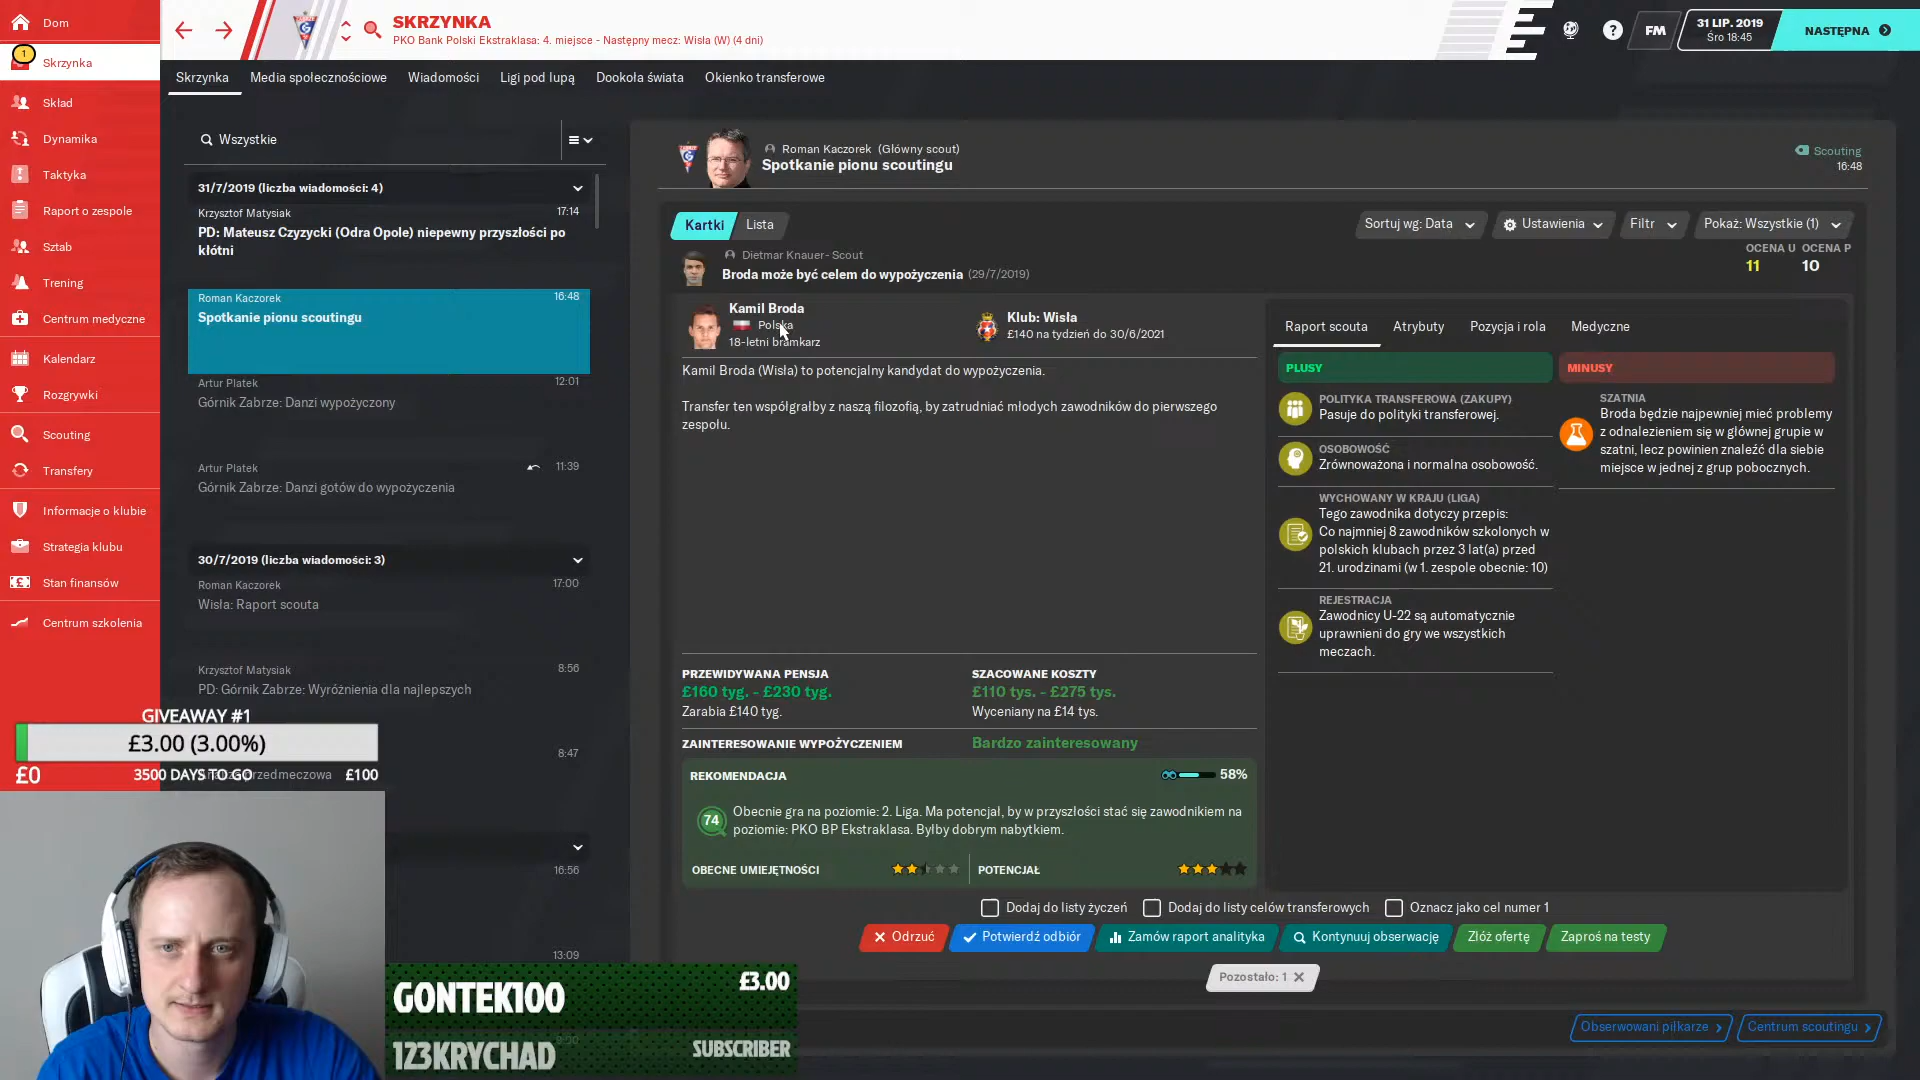 Dom
1
Skrzynka
Skład
Dynamika
Taktyka
Raport o zespole
Sztab
Trening
Centrum medyczne
Kalendarz
Rozgrywki
Scouting
Transfery
Informacje o klubie
Strategia klubu
Stan finansów
Centrum szkolenia
SKRZYNKA
PKO Bank Polski Ekstraklasa: 4. miejsce - Następny mecz: Wisła (W) (4 dni)
FM
31 LIP. 2019
Śro 18:45
NASTĘPNA
Skrzynka
Media społecznościowe
Wiadomości
Ligi pod lupą
Dookoła świata
Okienko transferowe
Wszystkie
31/7/2019 (liczba wiadomości: 4)
Krzysztof Matysiak 17:14
PD: Mateusz Czyzycki (Odra Opole) niepewny przyszłości po
kłótni
Roman Kaczorek 16:48
Spotkanie pionu scoutingu
Artur Platek 12:01
Górnik Zabrze: Danzi wypożyczony
Artur Platek 11:39
Górnik Zabrze: Danzi gotów do wypożyczenia
30/7/2019 (liczba wiadomości: 3)
Roman Kaczorek 17:00
Wisła: Raport scouta
Krzysztof Matysiak 8:56
PD: Górnik Zabrze: Wyróżnienia dla najlepszych
8:47
16:56
13:09
GIVEAWAY #1
£3.00 (3.00%)
£0 3500 DAYS TO GO £100
GONTEK100 £3.00
123KRYCHAD SUBSCRIBER
Roman Kaczorek (Główny scout)
Spotkanie pionu scoutingu
Scouting
16:48
Kartki
Lista
Sortuj wg: Data
Ustawienia
Filtr
Pokaż: Wszystkie (1)
Dietmar Knauer - Scout
Broda może być celem do wypożyczenia (29/7/2019)
OCENA U OCENA P
11 10
Kamil Broda
Polska
18-letni bramkarz
Klub: Wisła
£140 na tydzień do 30/6/2021
Kamil Broda (Wisła) to potencjalny kandydat do wypożyczenia.
Transfer ten współgrałby z naszą filozofią, by zatrudniać młodych zawodników do pierwszego
zespołu.
PRZEWIDYWANA PENSJA
£160 tyg. - £230 tyg.
Zarabia £140 tyg.
SZACOWANE KOSZTY
£110 tys. - £275 tys.
Wyceniany na £14 tys.
ZAINTERESOWANIE WYPOŻYCZENIEM
Bardzo zainteresowany
REKOMENDACJA
58%
74
Obecnie gra na poziomie: 2. Liga. Ma potencjał, by w przyszłości stać się zawodnikiem na
poziomie: PKO BP Ekstraklasa. Byłby dobrym nabytkiem.
OBECNE UMIEJĘTNOŚCI
POTENCJAŁ
Raport scouta
Atrybuty
Pozycja i rola
Medyczne
PLUSY
POLITYKA TRANSFEROWA (ZAKUPY)
Pasuje do polityki transferowej.
OSOBOWOŚĆ
Zrównoważona i normalna osobowość.
WYCHOWANY W KRAJU (LIGA)
Tego zawodnika dotyczy przepis:
Co najmniej 8 zawodników szkolonych w
polskich klubach przez 3 lat(a) przed
21. urodzinami (w 1. zespole obecnie: 10)
REJESTRACJA
Zawodnicy U-22 są automatycznie
uprawnieni do gry we wszystkich
meczach.
MINUSY
SZATNIA
Broda będzie najpewniej mieć problemy
z odnalezieniem się w głównej grupie w
szatni, lecz powinien znaleźć dla siebie
miejsce w jednej z grup pobocznych.
Dodaj do listy życzeń
Dodaj do listy celów transferowych
Oznacz jako cel numer 1
Odrzuć
Potwierdź odbiór
Zamów raport analityka
Kontynuuj obserwację
Złóż ofertę
Zaproś na testy
Pozostało: 1
Obserwowani piłkarze
Centrum scoutingu